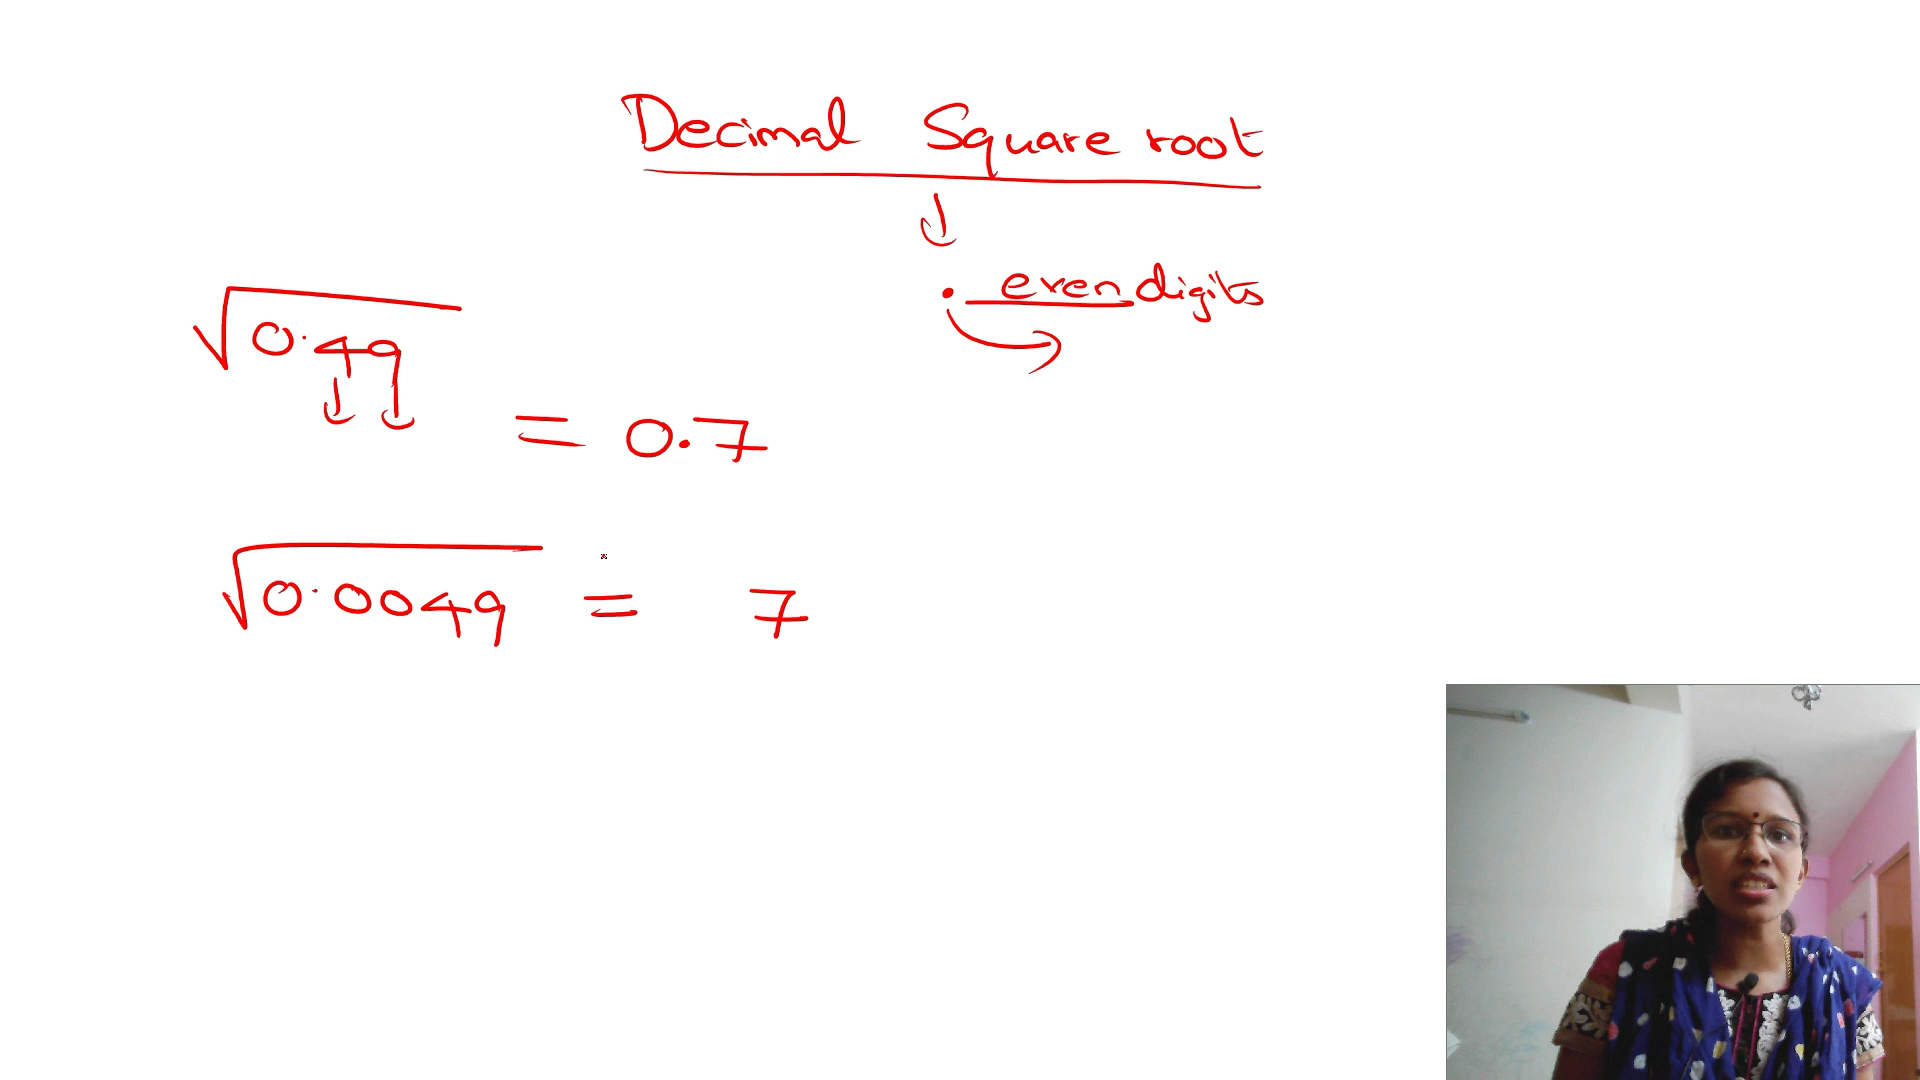 Decimal Square root
. even digits
√0.49
= 0.7
√0.0049 = 7